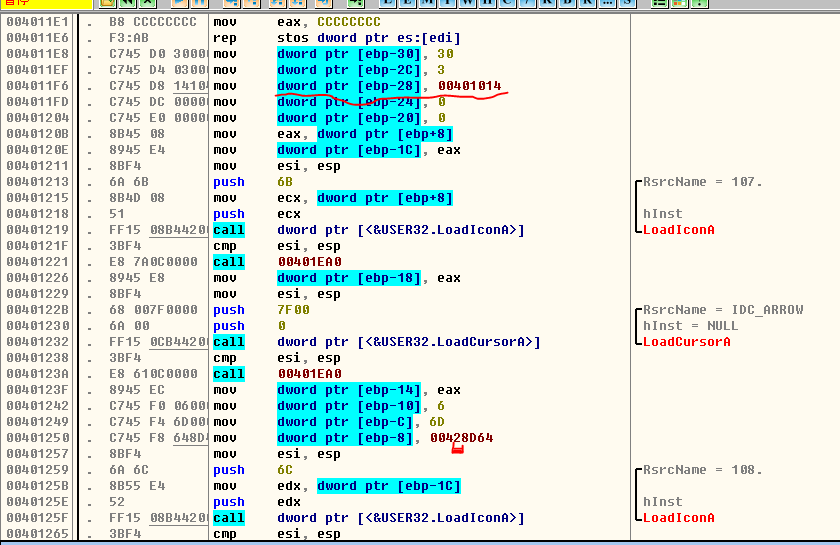 004011E1 . B8 CCCCCCCC mov eax, CCCCCCCC
004011E6 . F3:AB rep stos dword ptr es:[edi]
004011E8 . C745 D0 30000 mov dword ptr [ebp-30], 30
004011EF . C745 D4 03000 mov dword ptr [ebp-2C], 3
004011F6 . C745 D8 14104 mov dword ptr [ebp-28], 00401014
004011FD . C745 DC 00000 mov dword ptr [ebp-24], 0
00401204 . C745 E0 00000 mov dword ptr [ebp-20], 0
0040120B . 8B45 08 mov eax, dword ptr [ebp+8]
0040120E . 8945 E4 mov dword ptr [ebp-1C], eax
00401211 . 8BF4 mov esi, esp
00401213 . 6A 6B push 6B RsrcName = 107.
00401215 . 8B4D 08 mov ecx, dword ptr [ebp+8]
00401218 . 51 push ecx hInst
00401219 . FF15 08B44200 call dword ptr [<&USER32.LoadIconA>] LoadIconA
0040121F . 3BF4 cmp esi, esp
00401221 . E8 7A0C0000 call 00401EA0
00401226 . 8945 E8 mov dword ptr [ebp-18], eax
00401229 . 8BF4 mov esi, esp
0040122B . 68 007F0000 push 7F00 RsrcName = IDC_ARROW
00401230 . 6A 00 push 0 hInst = NULL
00401232 . FF15 0CB44200 call dword ptr [<&USER32.LoadCursorA>] LoadCursorA
00401238 . 3BF4 cmp esi, esp
0040123A . E8 610C0000 call 00401EA0
0040123F . 8945 EC mov dword ptr [ebp-14], eax
00401242 . C745 F0 06000 mov dword ptr [ebp-10], 6
00401249 . C745 F4 6D000 mov dword ptr [ebp-C], 6D
00401250 . C745 F8 648D4 mov dword ptr [ebp-8], 00428D64
00401257 . 8BF4 mov esi, esp
00401259 . 6A 6C push 6C RsrcName = 108.
0040125B . 8B55 E4 mov edx, dword ptr [ebp-1C]
0040125E . 52 push edx hInst
0040125F . FF15 08B44200 call dword ptr [<&USER32.LoadIconA>] LoadIconA
00401265 . 3BF4 cmp esi, esp